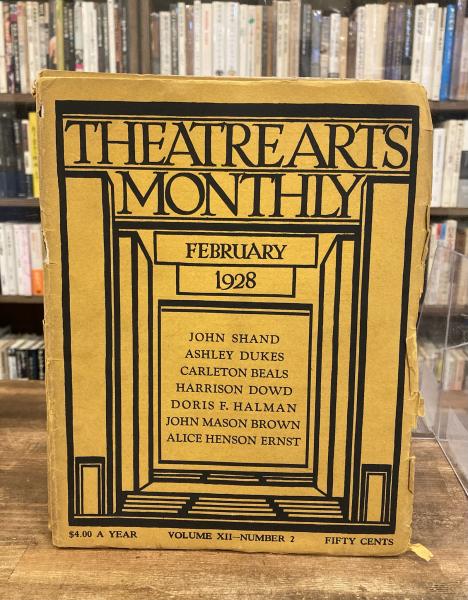 THEATRE ARTS
MONTHLY
FEBRUARY
1928
JOHN SHAND
ASHLEY DUKES
CARLETON BEALS
HARRISON DOWD
DORIS F. HALMAN
JOHN MASON BROWN
ALICE HENSON ERNST
$4.00 A YEAR VOLUME XII—NUMBER 2 FIFTY CENTS